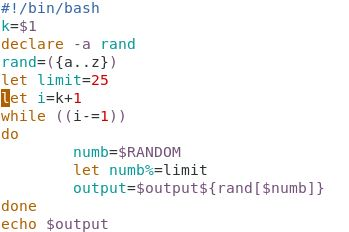 #!/bin/bash
k=$1
declare -a rand
rand=({a..z})
let limit=25
let i=k+1
while ((i-=1))
do
        numb=$RANDOM
        let numb%=limit
        output=$output${rand[$numb]}
done
echo $output